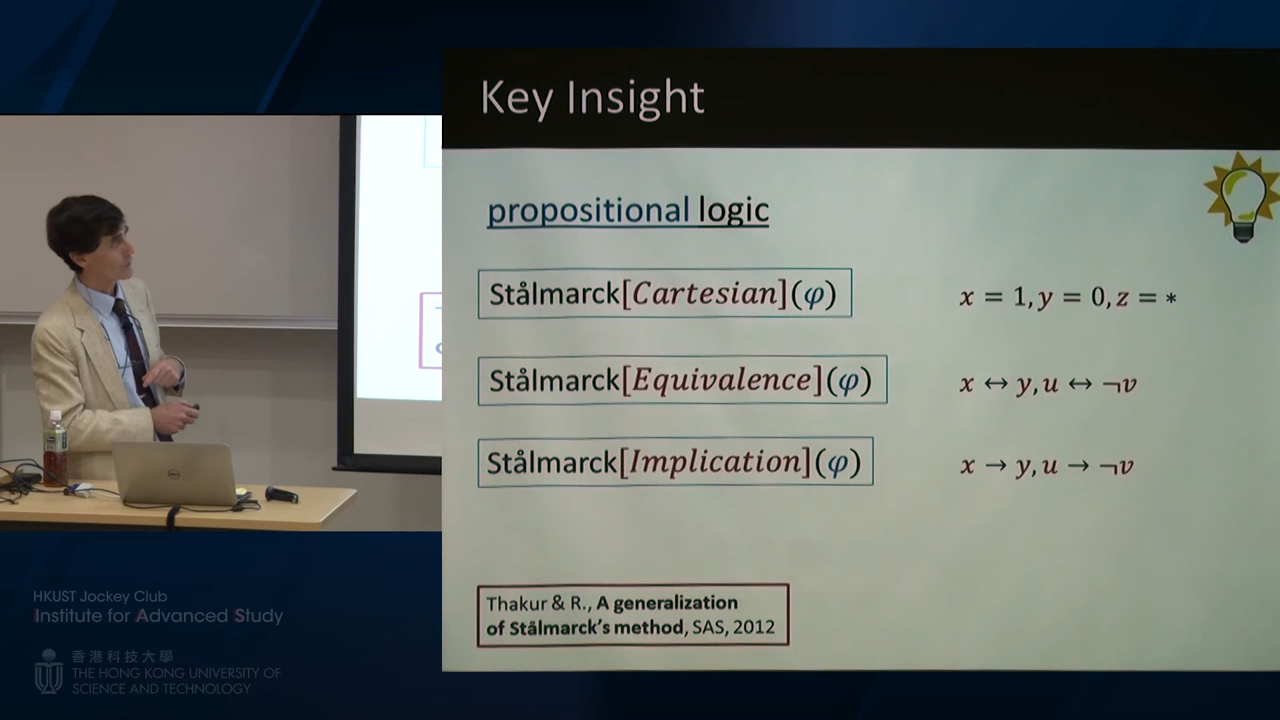 Key Insight
propositional logic
Stålmarck[Cartesian](φ)
x = 1, y = 0, z = *
Stålmarck[Equivalence](φ)
x ↔ y, u ↔ ¬v
Stålmarck[Implication](φ)
x → y, u → ¬v
Thakur & R., A generalization
of Stålmarck's method, SAS, 2012
HKUST Jockey Club
Institute for Advanced Study
香港科技大學
THE HONG KONG UNIVERSITY OF
SCIENCE AND TECHNOLOGY